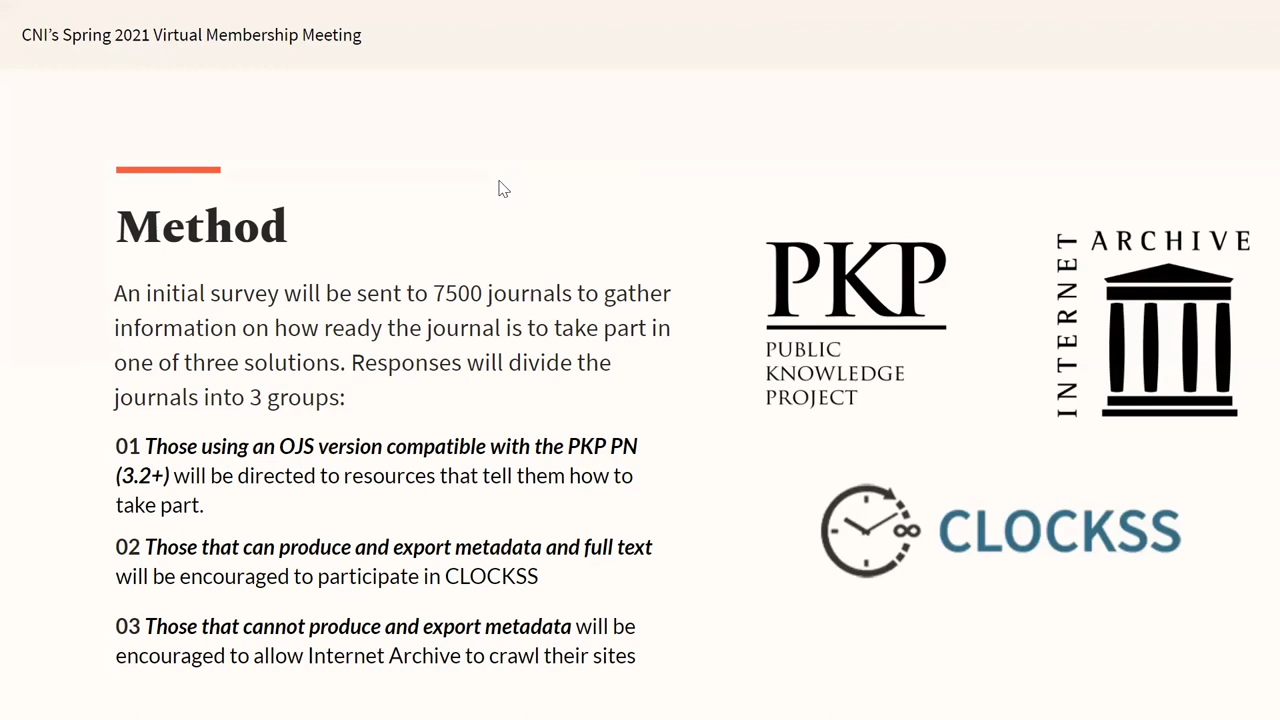 CNI's Spring 2021 Virtual Membership Meeting
Method
An initial survey will be sent to 7500 journals to gather
information on how ready the journal is to take part in
one of three solutions. Responses will divide the
journals into 3 groups:
01 Those using an OJS version compatible with the PKP PN
(3.2+) will be directed to resources that tell them how to
take part.
02 Those that can produce and export metadata and full text
will be encouraged to participate in CLOCKSS
03 Those that cannot produce and export metadata will be
encouraged to allow Internet Archive to crawl their sites
PKP
PUBLIC
KNOWLEDGE
PROJECT
INTERNET
ARCHIVE
CLOCKSS